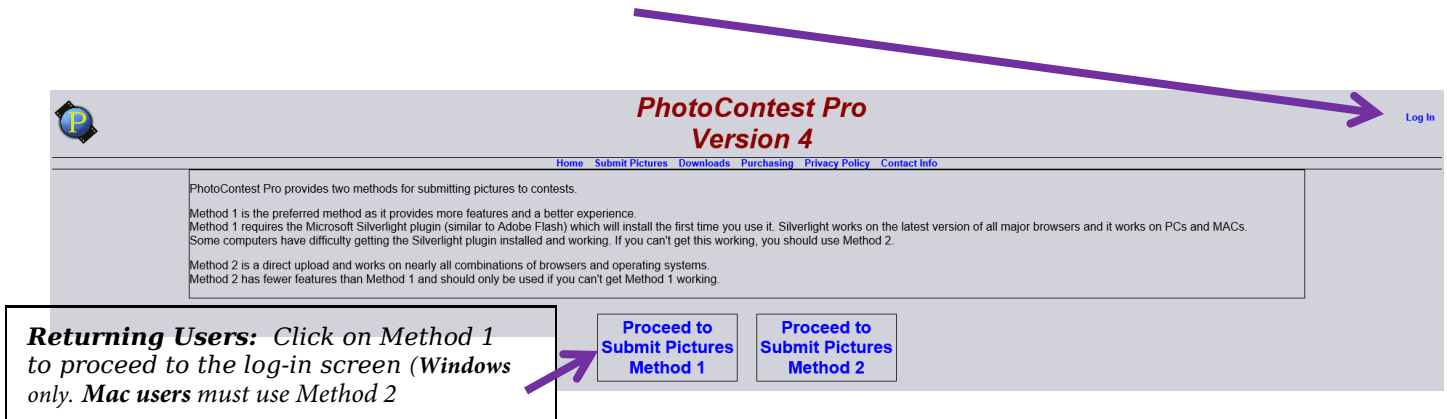 P
PhotoContest Pro
Version 4
Log In
Home Submit Pictures Downloads Purchasing Privacy Policy Contact Info
PhotoContest Pro provides two methods for submitting pictures to contests.
Method 1 is the preferred method as it provides more features and a better experience.
Method 1 requires the Microsoft Silverlight plugin (similar to Adobe Flash) which will install the first time you use it. Silverlight works on the latest version of all major browsers and it works on PCs and MACs.
Some computers have difficulty getting the Silverlight plugin installed and working. If you can't get this working, you should use Method 2.
Method 2 is a direct upload and works on nearly all combinations of browsers and operating systems.
Method 2 has fewer features than Method 1 and should only be used if you can't get Method 1 working.
Returning Users: Click on Method 1
to proceed to the log-in screen (Windows
only. Mac users must use Method 2
Proceed to
Submit Pictures
Method 1
Proceed to
Submit Pictures
Method 2